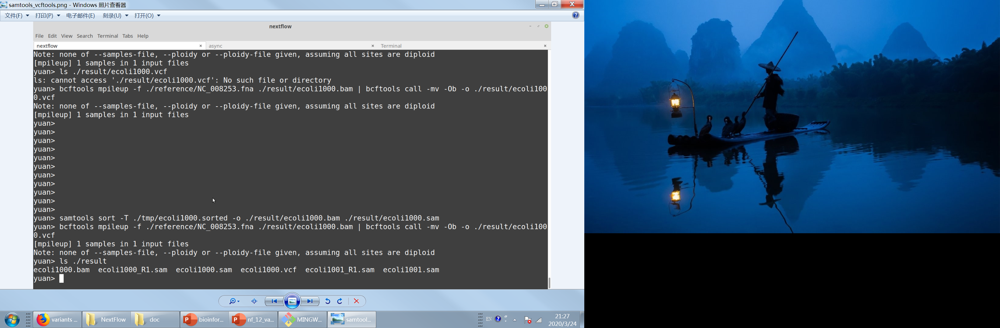 samtools_vcftools.png - Windows 照片查看器
文件(F) 打印(P) 电子邮件(E) 刻录(U) 打开(O)
nextflow
File Edit View Search Terminal Tabs Help
nextflow × async × Terminal ×
Note: none of --samples-file, --ploidy or --ploidy-file given, assuming all sites are diploid
[mpileup] 1 samples in 1 input files
yuan> ls ./result/ecoli1000.vcf
ls: cannot access './result/ecoli1000.vcf': No such file or directory
yuan> bcftools mpileup -f ./reference/NC_008253.fna ./result/ecoli1000.bam | bcftools call -mv -Ob -o ./result/ecoli100
0.vcf
Note: none of --samples-file, --ploidy or --ploidy-file given, assuming all sites are diploid
[mpileup] 1 samples in 1 input files
yuan>
yuan>
yuan>
yuan>
yuan>
yuan>
yuan>
yuan>
yuan>
yuan>
yuan>
yuan> samtools sort -T ./tmp/ecoli1000.sorted -o ./result/ecoli1000.bam ./result/ecoli1000.sam
yuan> bcftools mpileup -f ./reference/NC_008253.fna ./result/ecoli1000.bam | bcftools call -mv -Ob -o ./result/ecoli100
0.vcf
[mpileup] 1 samples in 1 input files
Note: none of --samples-file, --ploidy or --ploidy-file given, assuming all sites are diploid
yuan> ls ./result
ecoli1000.bam ecoli1000_R1.sam ecoli1000.sam ecoli1000.vcf ecoli1001_R1.sam ecoli1001.sam
yuan>
variants ... NextFlow doc bioinfor... nf_12_va... MINGW... samtool... EN 21:27
2020/3/24